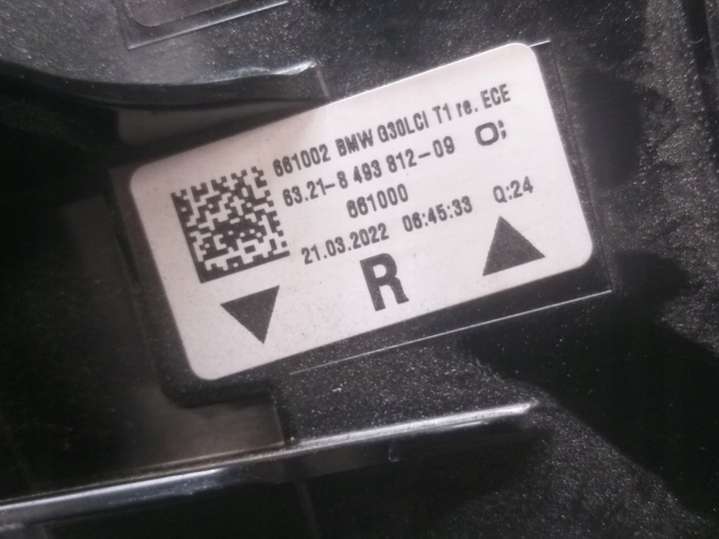 661002 BMW G30LCI T1 re. ECE
63.21-8 493 812-09 O;
661000
21.03.2022 06:45:33 Q:24
R